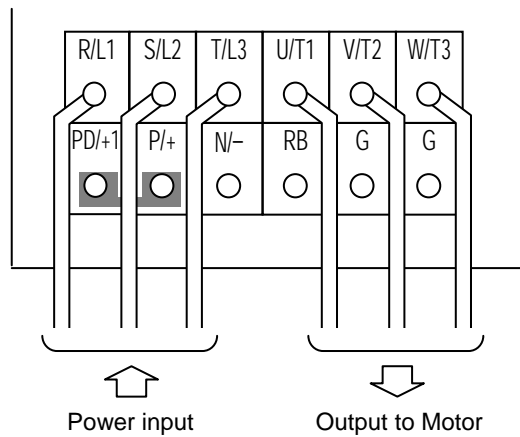 R/L1 S/L2 T/L3 U/T1 V/T2 W/T3
PD/+1 P/+ N/− RB G G
Power input Output to Motor